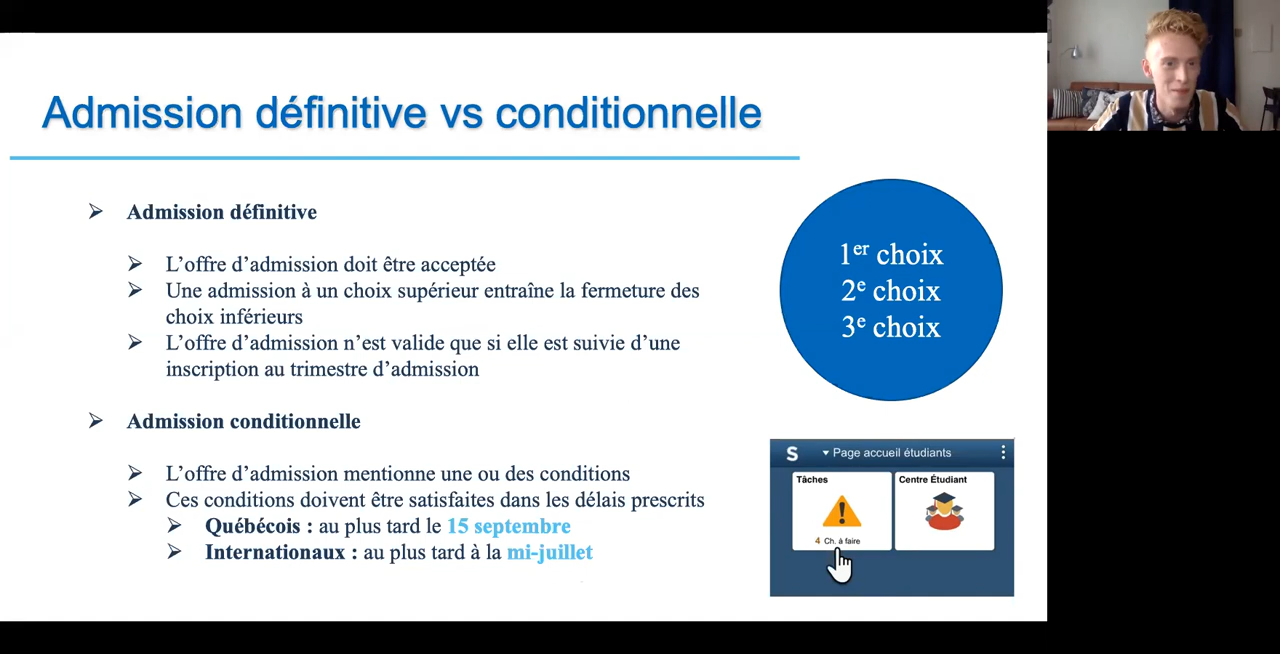 Admission définitive vs conditionnelle
Admission définitive
L'offre d'admission doit être acceptée
Une admission à un choix supérieur entraîne la fermeture des
choix inférieurs
L'offre d'admission n'est valide que si elle est suivie d'une
inscription au trimestre d'admission
Admission conditionnelle
L'offre d'admission mentionne une ou des conditions
Ces conditions doivent être satisfaites dans les délais prescrits
Québécois : au plus tard le 15 septembre
Internationaux : au plus tard à la mi-juillet
1er choix
2e choix
3e choix
S Page accueil étudiants
Tâches
4 Ch. à faire
Centre Étudiant